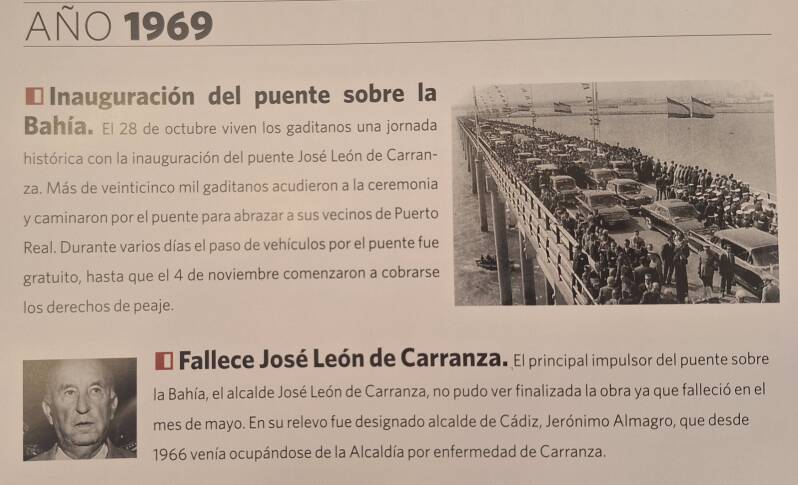 AÑO 1969
Inauguración del puente sobre la
Bahía. El 28 de octubre viven los gaditanos una jornada
histórica con la inauguración del puente José León de Carran-
za. Más de veinticinco mil gaditanos acudieron a la ceremonia
y caminaron por el puente para abrazar a sus vecinos de Puerto
Real. Durante varios días el paso de vehículos por el puente fue
gratuito, hasta que el 4 de noviembre comenzaron a cobrarse
los derechos de peaje.
Fallece José León de Carranza. El principal impulsor del puente sobre
la Bahía, el alcalde José León de Carranza, no pudo ver finalizada la obra ya que falleció en el
mes de mayo. En su relevo fue designado alcalde de Cádiz, Jerónimo Almagro, que desde
1966 venía ocupándose de la Alcaldía por enfermedad de Carranza.